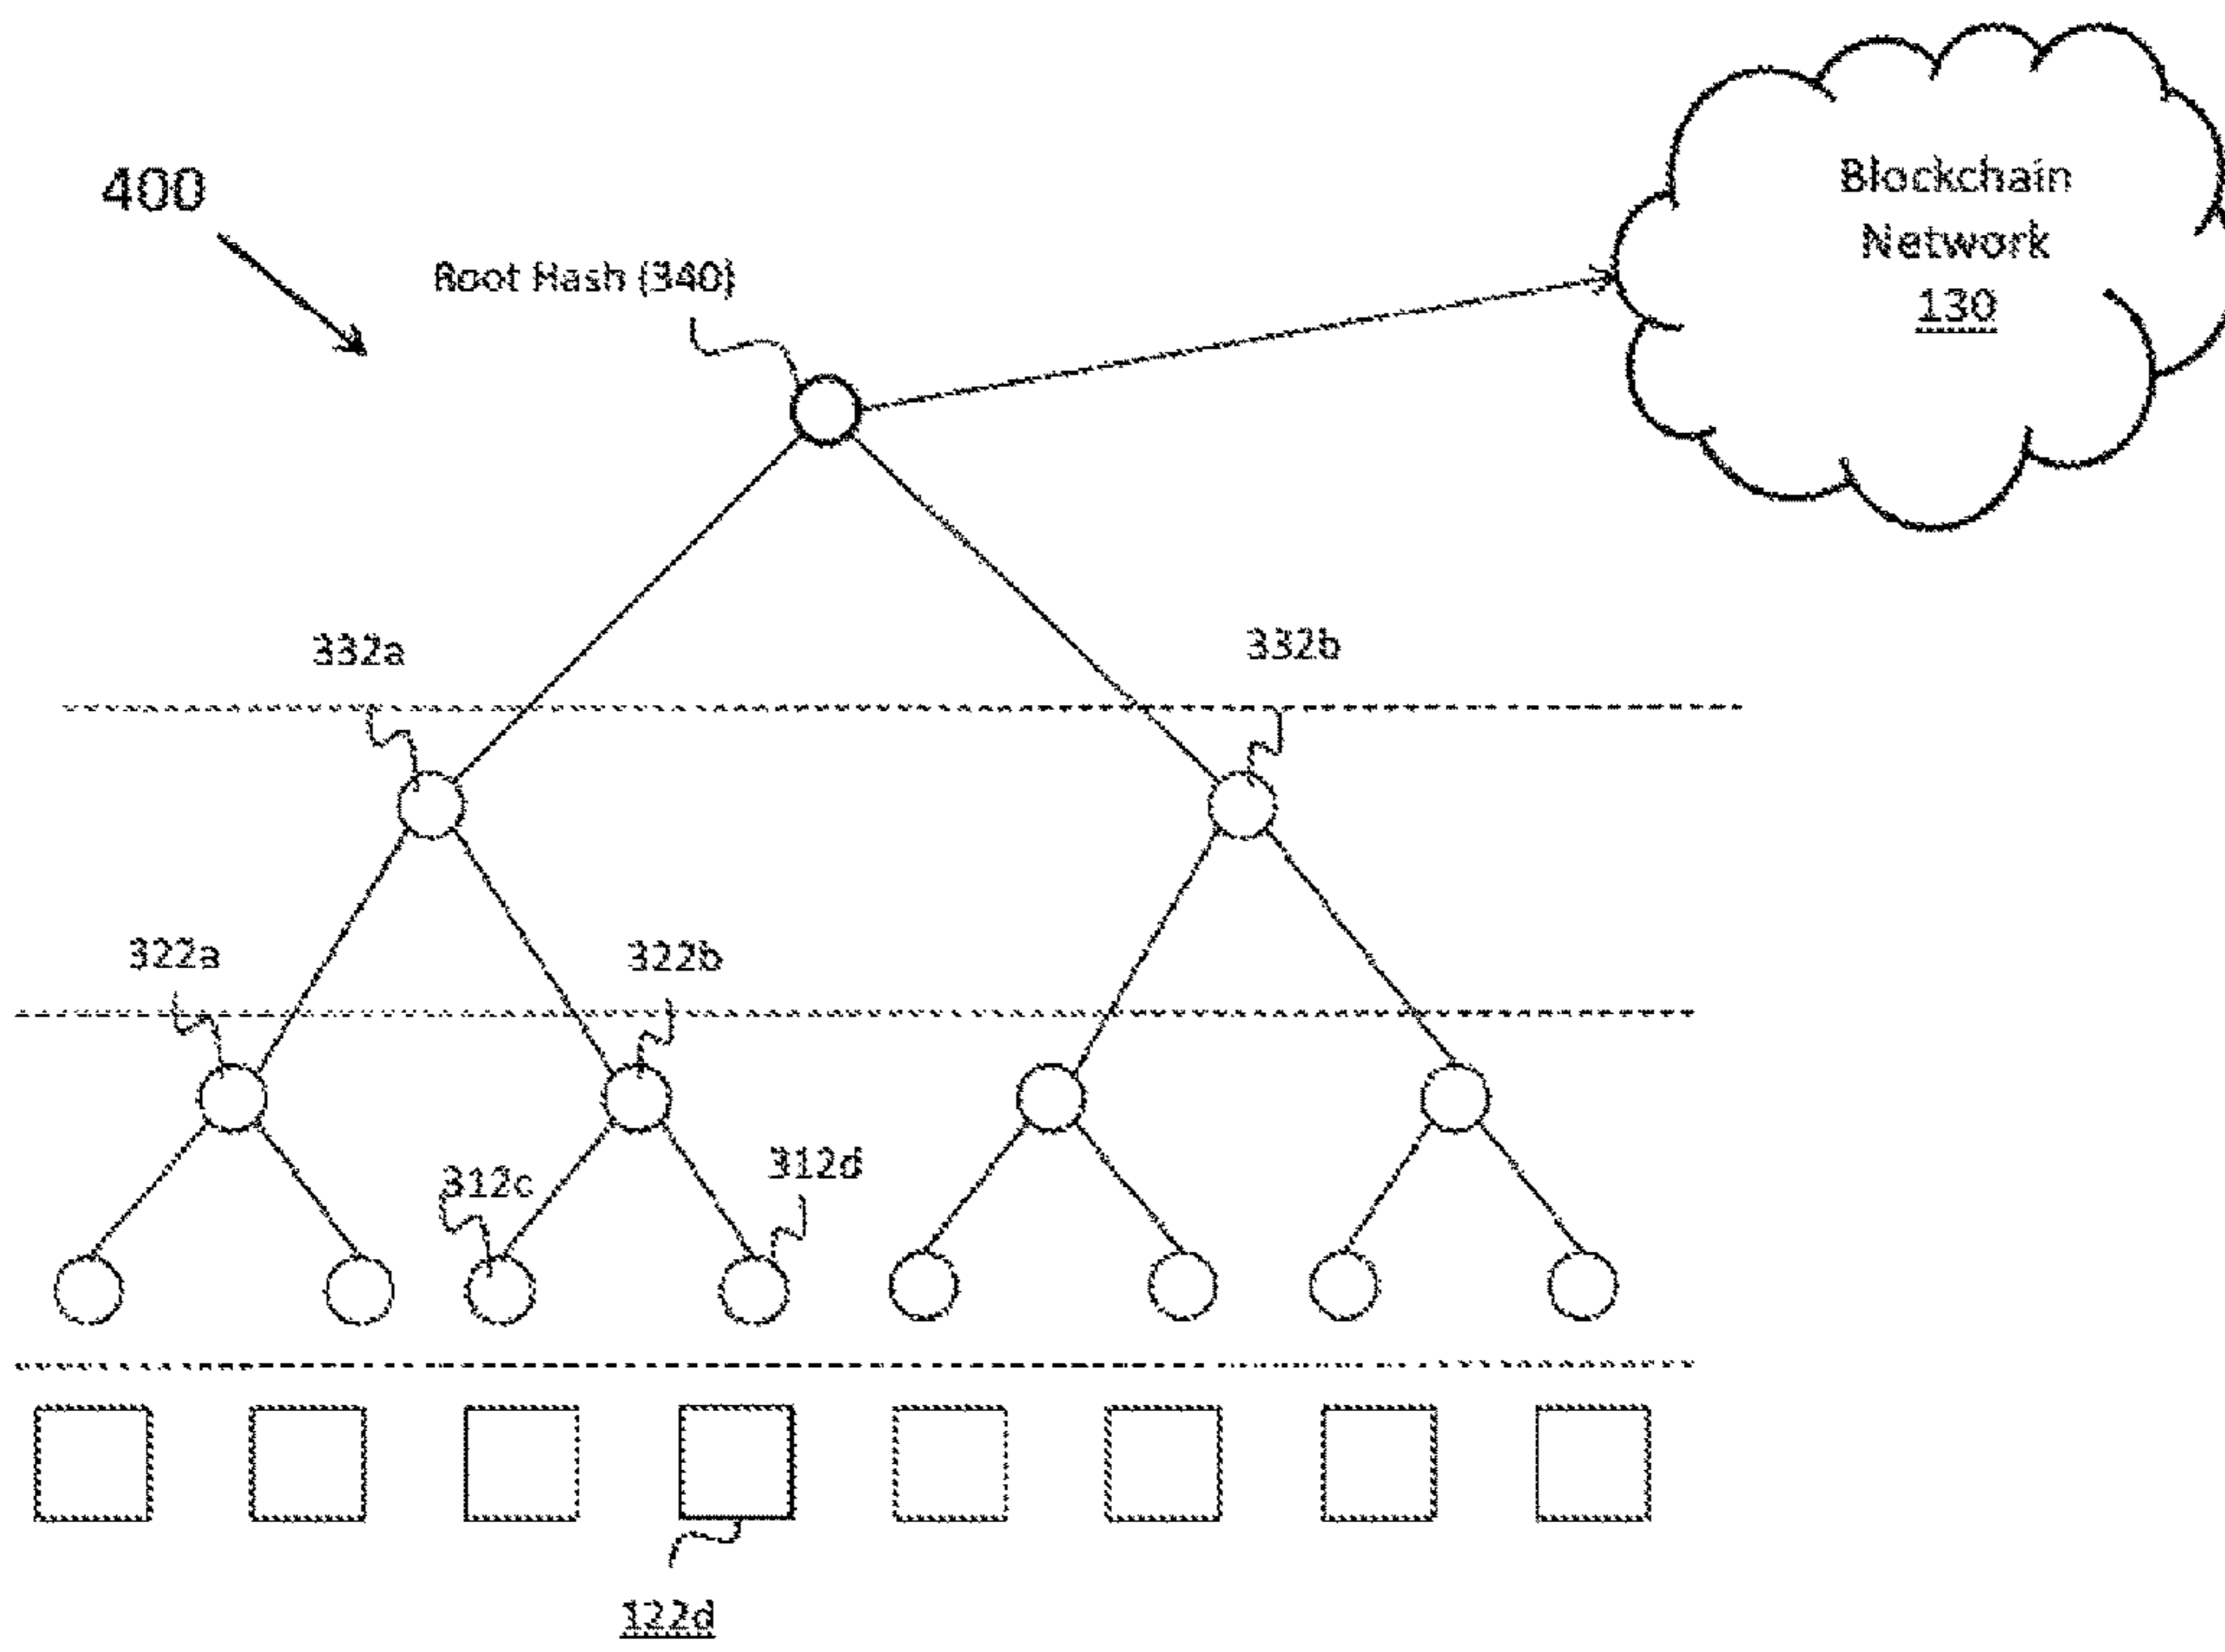 400
Root Hash (340)
Blockchain
Network
130
332a
332b
322a
322b
312c
312d
122d